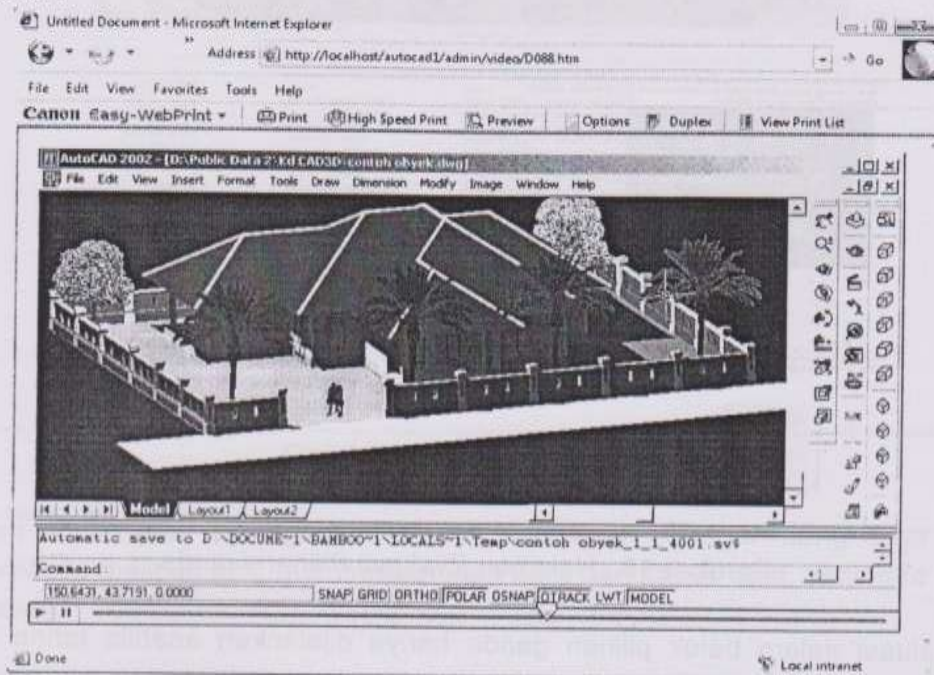 Untitled Document - Microsoft Internet Explorer
Address http://localhost/autocad1/admin/video/D088.htm
Go
File Edit View Favorites Tools Help
Canon Easy-WebPrint Print High Speed Print Preview Options Duplex View Print List
AutoCAD 2002 - [D:\Public Data 2\Kd CAD3D\contoh obyek.dwg]
File Edit View Insert Format Tools Draw Dimension Modify Image Window Help
Model Layout1 Layout2
Automatic save to D:\DOCUME~1\BAMBOO~1\LOCALS~1\Temp\contoh obyek_1_1_4001.sv$
Command:
150.6431, 43.7191, 0.0000 SNAP GRID ORTHO POLAR OSNAP OTRACK LWT MODEL
Done
Local intranet